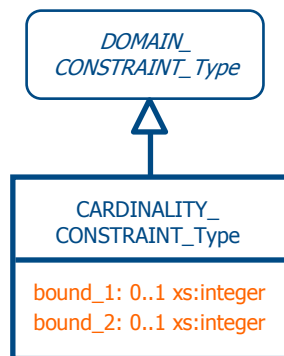 DOMAIN_
CONSTRAINT_Type
CARDINALITY_
CONSTRAINT_Type
bound_1: 0..1 xs:integer
bound_2: 0..1 xs:integer